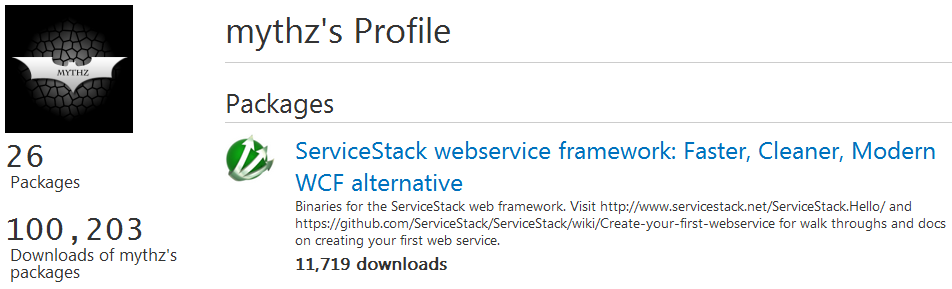 MYTHZ
26
Packages
100,203
Downloads of mythz's
packages
mythz's Profile
Packages
ServiceStack webservice framework: Faster, Cleaner, Modern
WCF alternative
Binaries for the ServiceStack web framework. Visit http://www.servicestack.net/ServiceStack.Hello/ and
https://github.com/ServiceStack/ServiceStack/wiki/Create-your-first-webservice for walk throughs and docs
on creating your first web service.
11,719 downloads